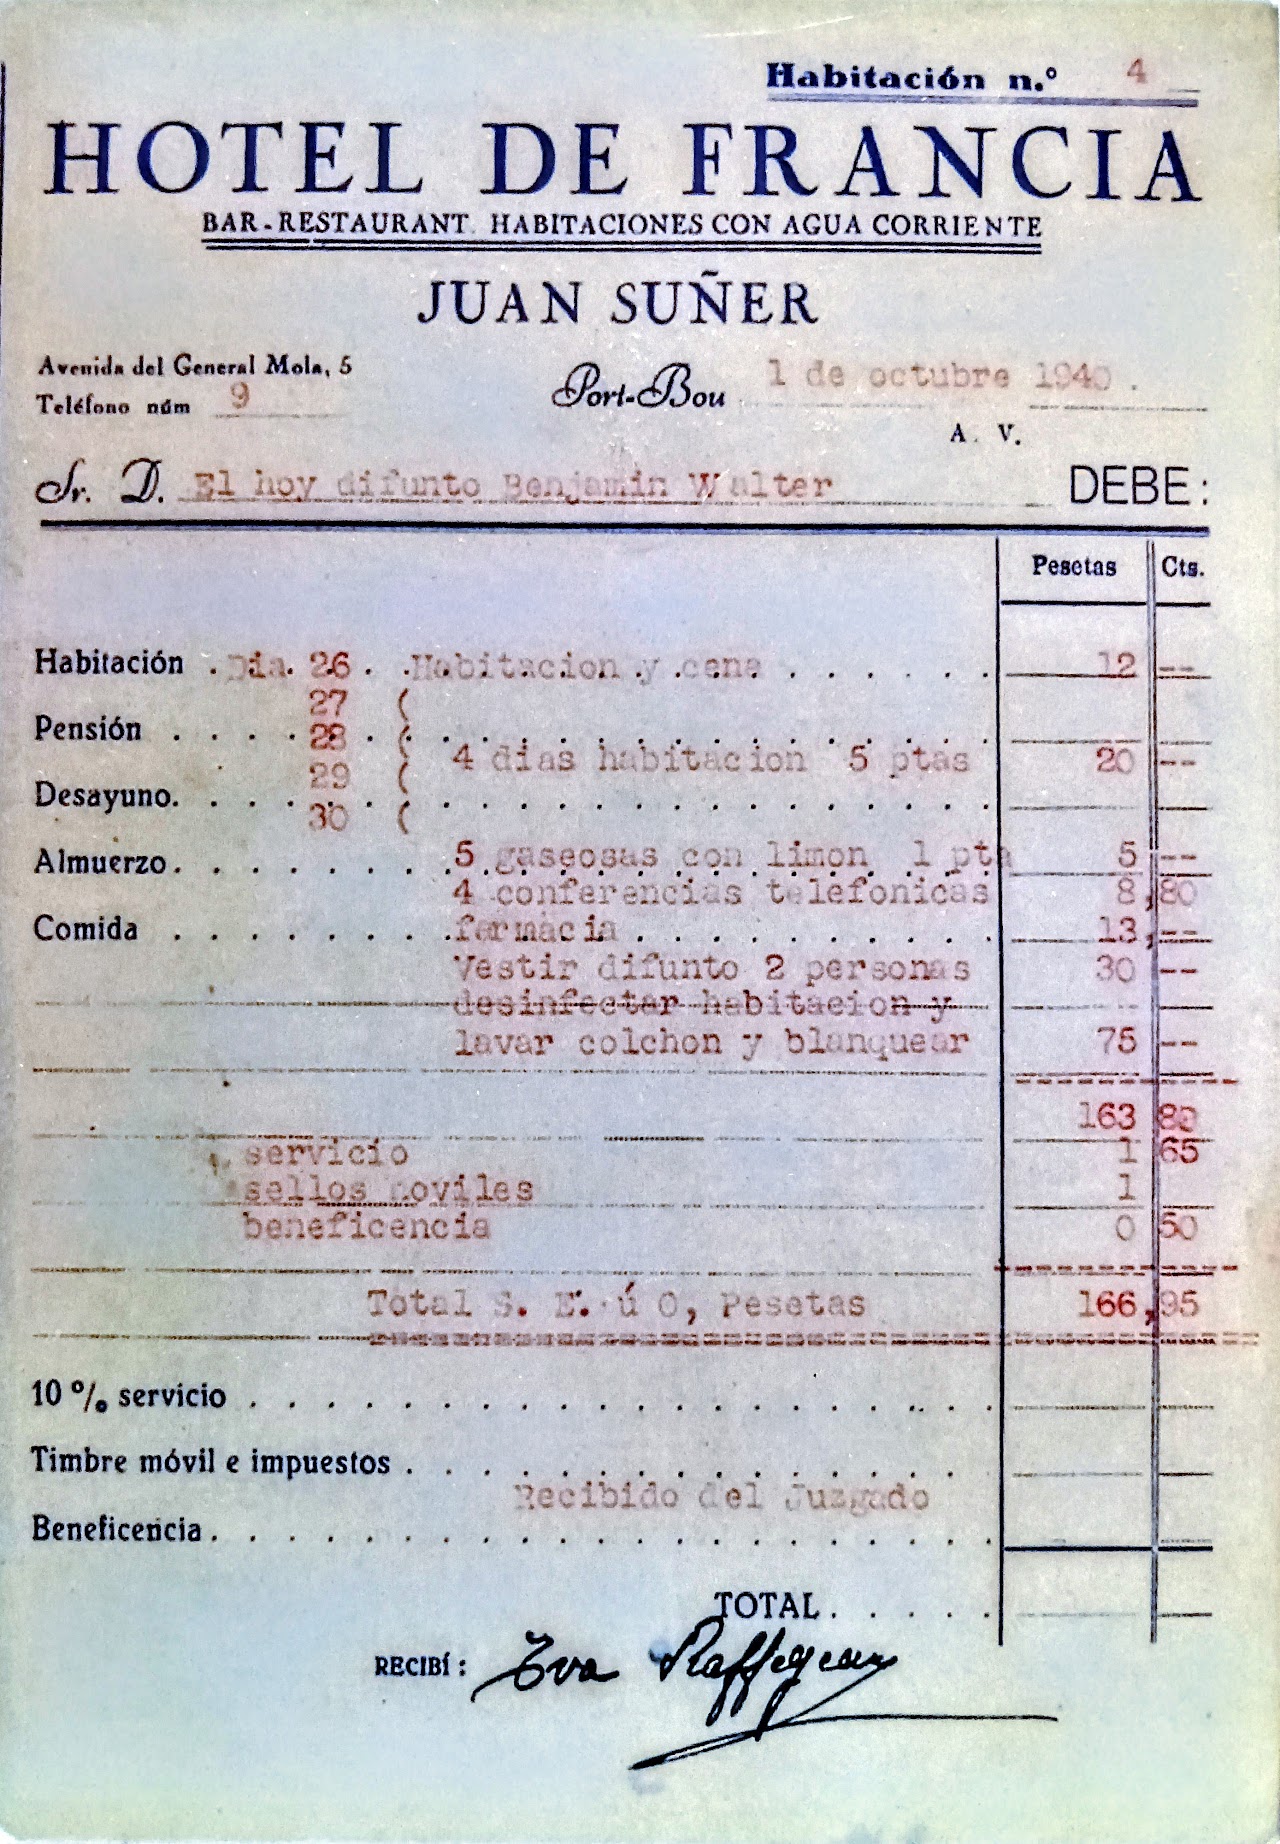 Habitación n.º 4
HOTEL DE FRANCIA
BAR-RESTAURANT. HABITACIONES CON AGUA CORRIENTE
JUAN SUÑER
Avenida del General Mola, 5
Teléfono núm 9
Port-Bou 1 de octubre 1940.
A. V.
Sr. D. El hoy difunto Benjamin Walter DEBE:
Pesetas Cts.
Habitación . Dia. 26 . Habitacion y cena 12 --
27 (
Pensión 28 (
4 dias habitacion 5 ptas 20 --
29 (
Desayuno.
30 (
Almuerzo. 5 gaseosas con limon 1 pta 5 --
4 conferencias telefonicas 8,80
Comida farmacia 13,--
Vestir difunto 2 personas 30 --
desinfectar habitacion y
lavar colchon y blanquear 75 --
163 80
servicio 1 65
sellos moviles 1
beneficencia 0 50
Total S. E. ú O, Pesetas 166,95
10 % servicio
Timbre móvil e impuestos
Recibido del Juzgado
Beneficencia.
TOTAL.
RECIBÍ: Eva